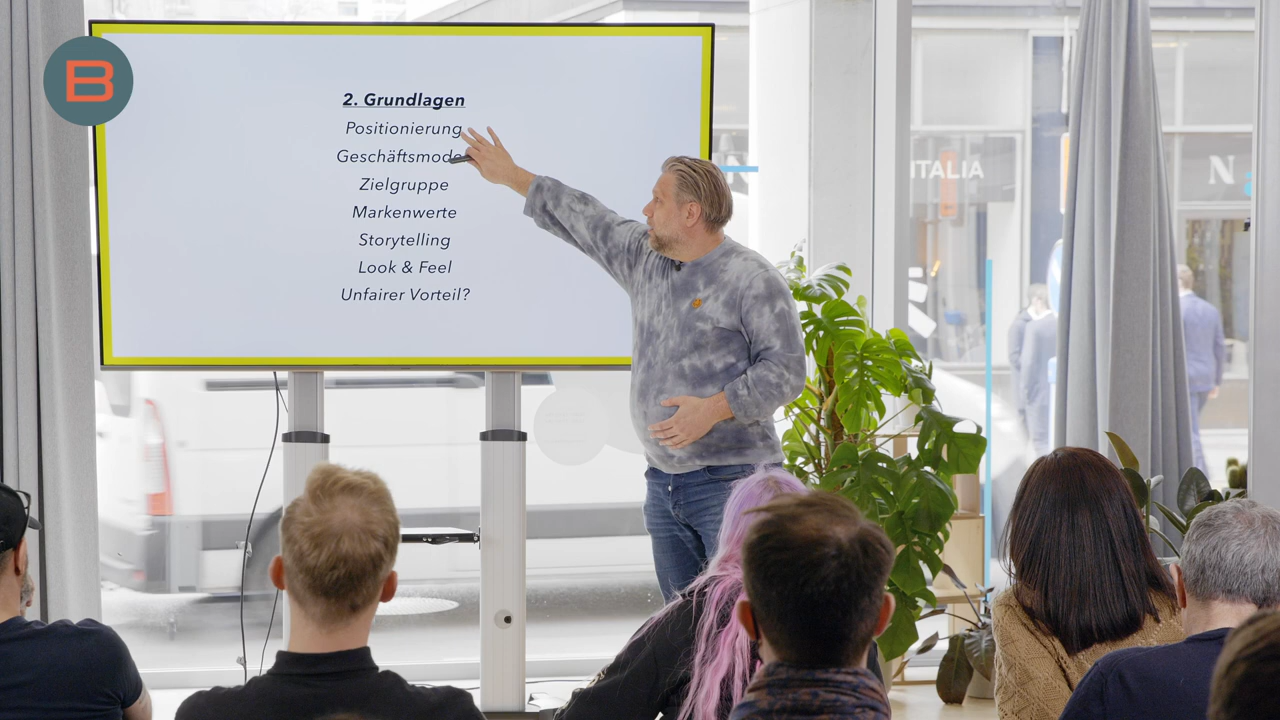 B
2. Grundlagen
Positionierung
Geschäftsmode
Zielgruppe
Markenwerte
Storytelling
Look & Feel
Unfairer Vorteil?
N
ITALIA
N